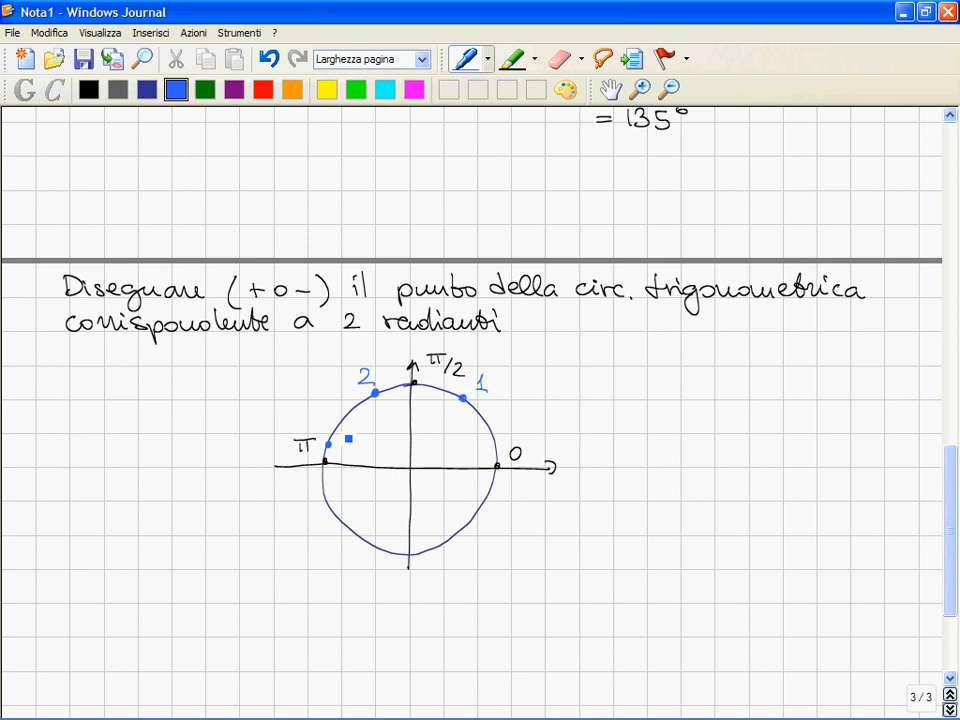 Nota1 - Windows Journal
File Modifica Visualizza Inserisci Azioni Strumenti ?
Larghezza pagina
= 135°
Disegnare (+ o -) il punto della circ. trigonometrica
corrispondente a 2 radianti
π/2
2
1
π
0
3 / 3